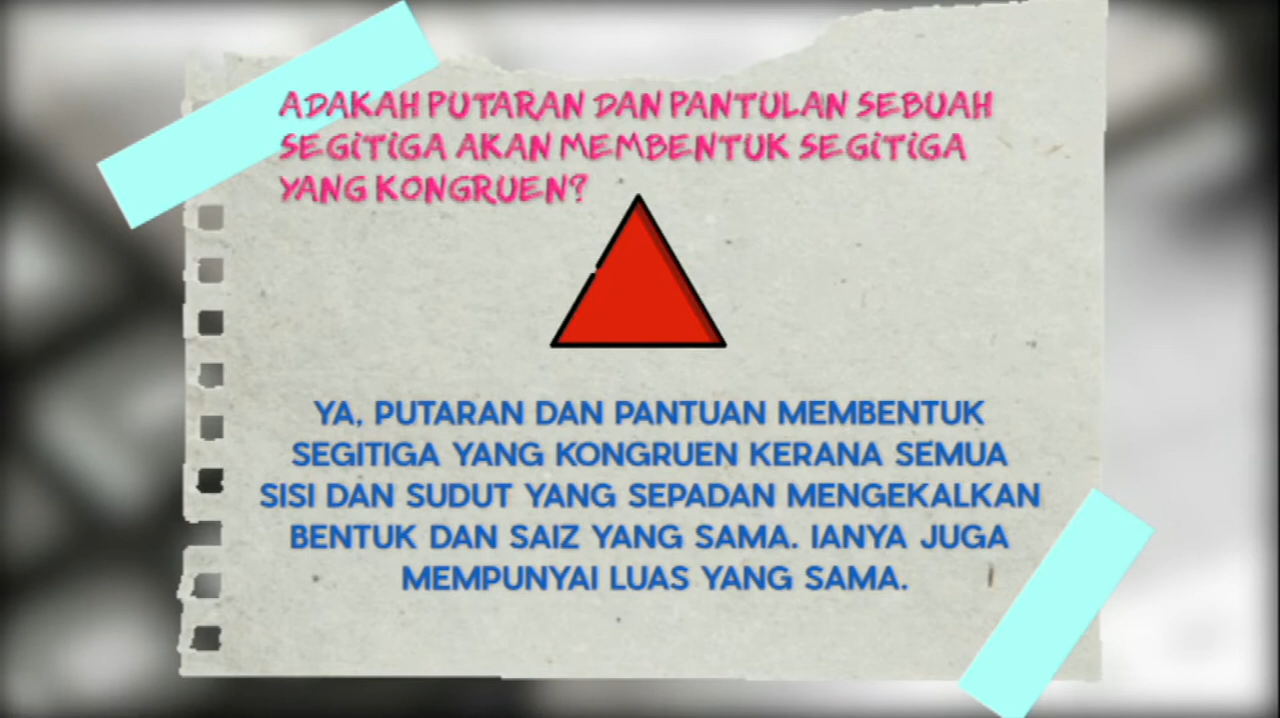 ADAKAH PUTARAN DAN PANTULAN SEBUAH
SEGITIGA AKAN MEMBENTUK SEGITIGA
YANG KONGRUEN?
YA, PUTARAN DAN PANTUAN MEMBENTUK
SEGITIGA YANG KONGRUEN KERANA SEMUA
SISI DAN SUDUT YANG SEPADAN MENGEKALKAN
BENTUK DAN SAIZ YANG SAMA. IANYA JUGA
MEMPUNYAI LUAS YANG SAMA.